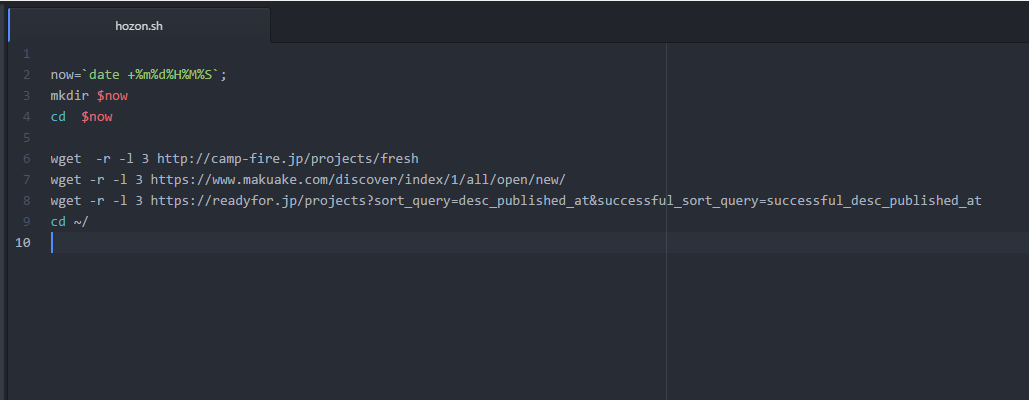 hozon.sh
1
2 now=`date +%m%d%H%M%S`;
3 mkdir $now
4 cd  $now
5
6 wget  -r -l 3 http://camp-fire.jp/projects/fresh
7 wget -r -l 3 https://www.makuake.com/discover/index/1/all/open/new/
8 wget -r -l 3 https://readyfor.jp/projects?sort_query=desc_published_at&successful_sort_query=successful_desc_published_at
9 cd ~/
10